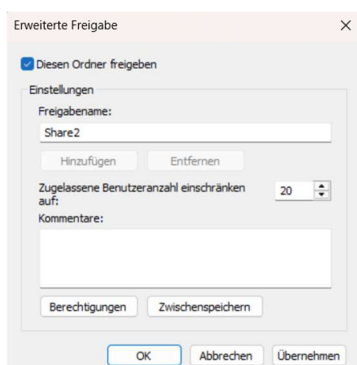 Erweiterte Freigabe
Diesen Ordner freigeben
Einstellungen
Freigabename:
Share2
Hinzufügen Entfernen
Zugelassene Benutzeranzahl einschränken 20
auf:
Kommentare:
Berechtigungen Zwischenspeichern
OK Abbrechen Übernehmen